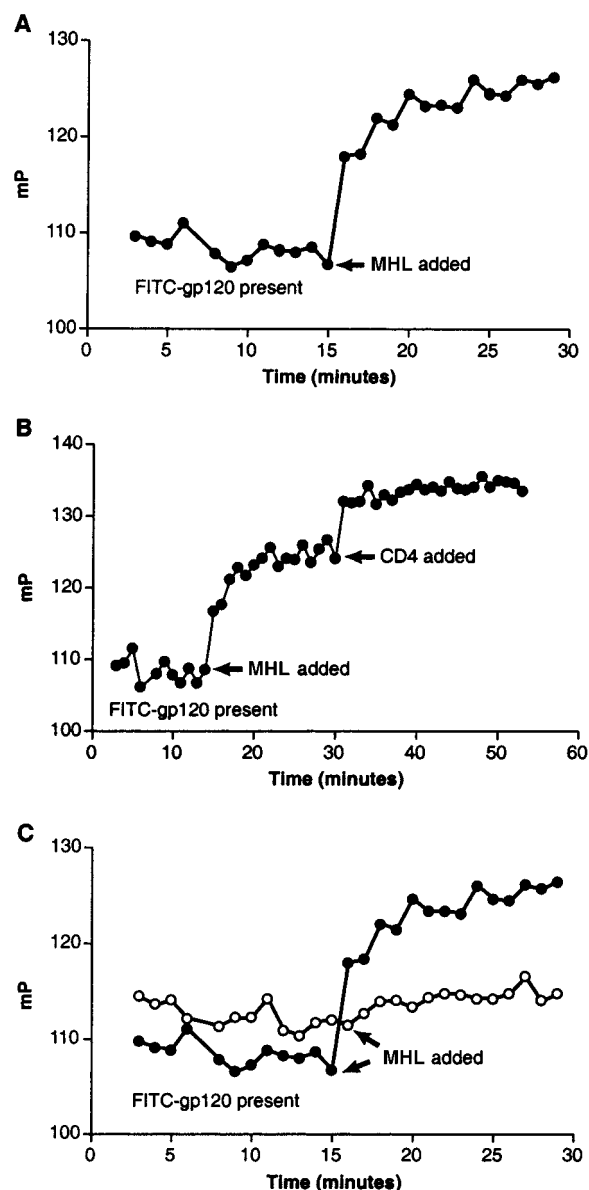 A
130
120
110
100
mP
MHL added
FITC-gp120 present
0 5 10 15 20 25 30
Time (minutes)
B
140
130
120
110
100
mP
CD4 added
MHL added
FITC-gp120 present
0 10 20 30 40 50 60
Time (minutes)
C
130
120
110
100
mP
MHL added
FITC-gp120 present
0 5 10 15 20 25 30
Time (minutes)